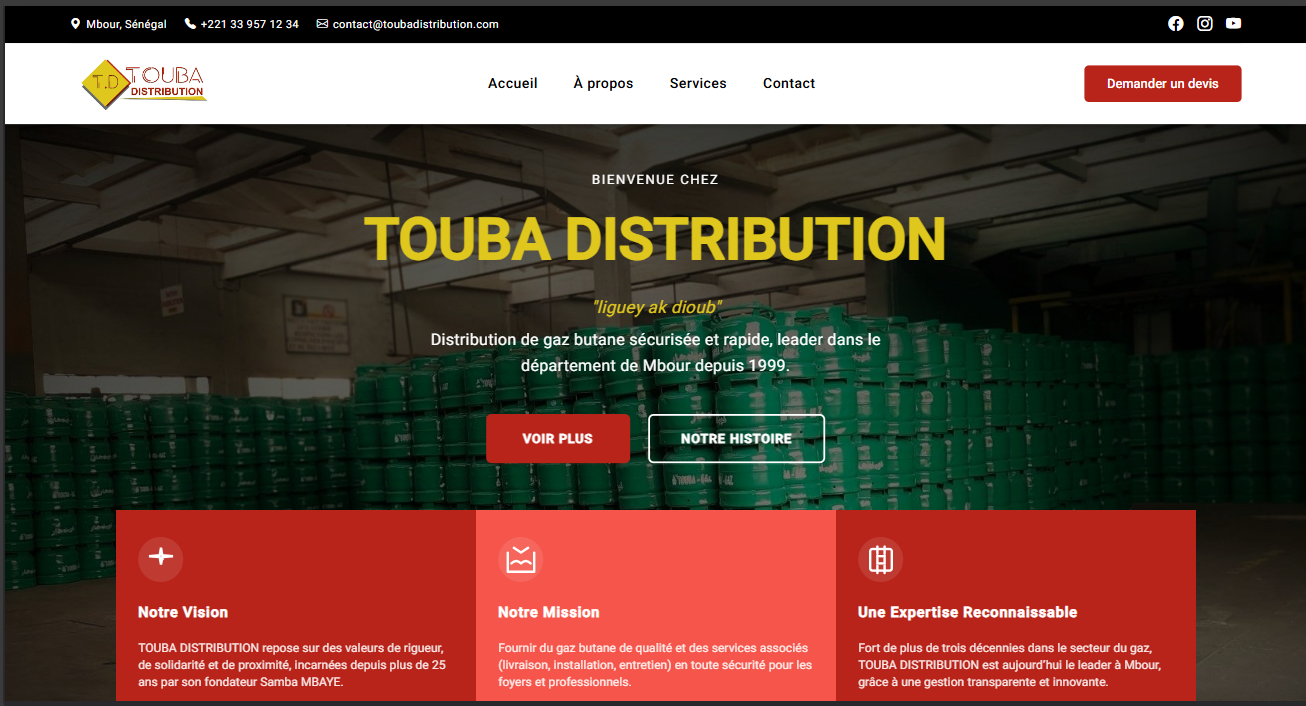 Mbour, Sénégal
+221 33 957 12 34
contact@toubadistribution.com
T.D
TOUBA
DISTRIBUTION
Accueil
À propos
Services
Contact
Demander un devis
BIENVENUE CHEZ
TOUBA DISTRIBUTION
"liguey ak dioub"
Distribution de gaz butane sécurisée et rapide, leader dans le
département de Mbour depuis 1999.
VOIR PLUS
NOTRE HISTOIRE
Notre Vision
TOUBA DISTRIBUTION repose sur des valeurs de rigueur,
de solidarité et de proximité, incarnées depuis plus de 25
ans par son fondateur Samba MBAYE.
Notre Mission
Fournir du gaz butane de qualité et des services associés
(livraison, installation, entretien) en toute sécurité pour les
foyers et professionnels.
Une Expertise Reconnaissable
Fort de plus de trois décennies dans le secteur du gaz,
TOUBA DISTRIBUTION est aujourd'hui le leader à Mbour,
grâce à une gestion transparente et innovante.